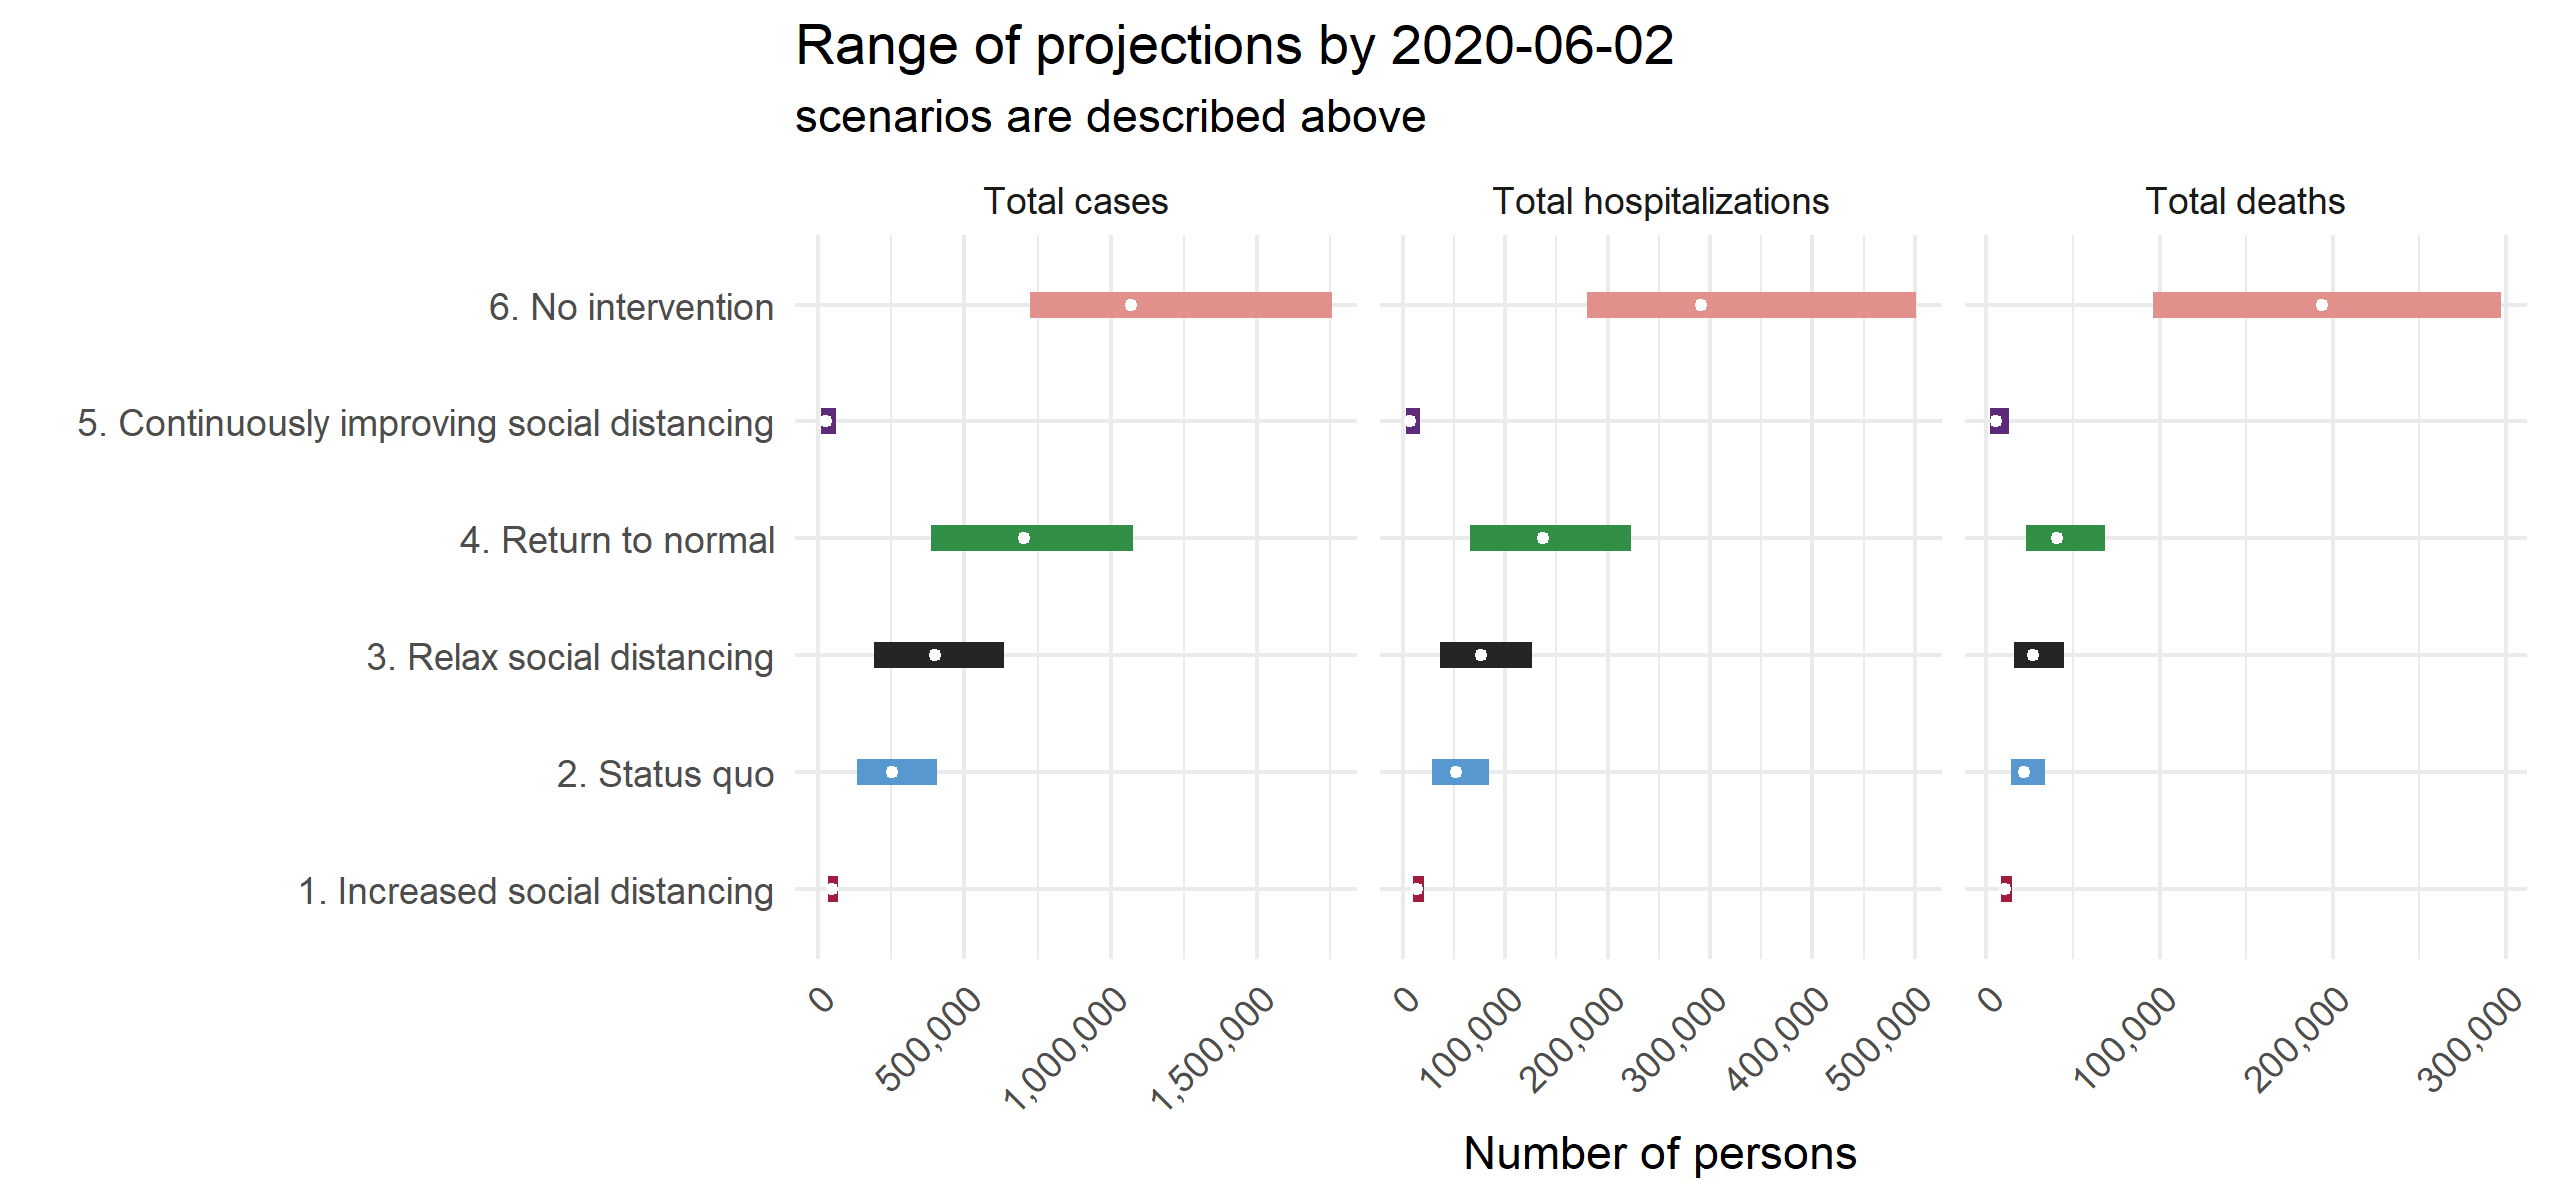 Range of projections by 2020-06-02
scenarios are described above
Total cases
Total hospitalizations
Total deaths
6. No intervention
5. Continuously improving social distancing
4. Return to normal
3. Relax social distancing
2. Status quo
1. Increased social distancing
0
500,000
1,000,000
1,500,000
0
100,000
200,000
300,000
400,000
500,000
0
100,000
200,000
300,000
Number of persons